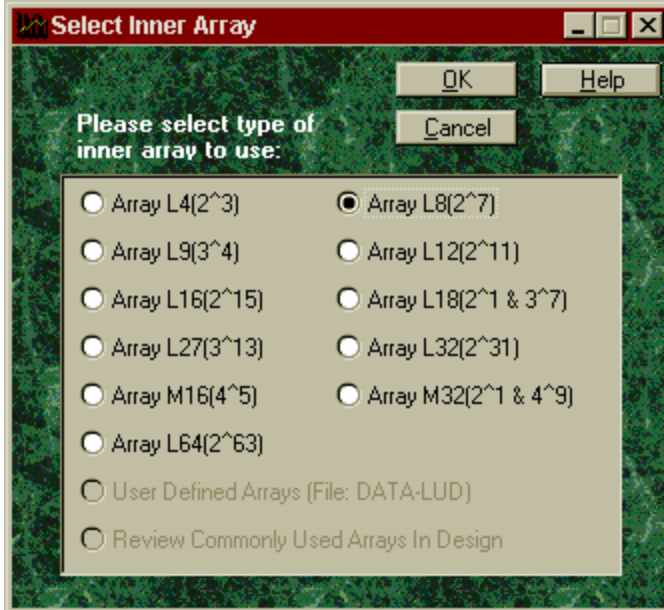 Select Inner Array
OK
Help
Please select type of
inner array to use:
Cancel
Array L4(2^3)
Array L8(2^7)
Array L9(3^4)
Array L12(2^11)
Array L16(2^15)
Array L18(2^1 & 3^7)
Array L27(3^13)
Array L32(2^31)
Array M16(4^5)
Array M32(2^1 & 4^9)
Array L64(2^63)
User Defined Arrays (File: DATA-LUD)
Review Commonly Used Arrays In Design